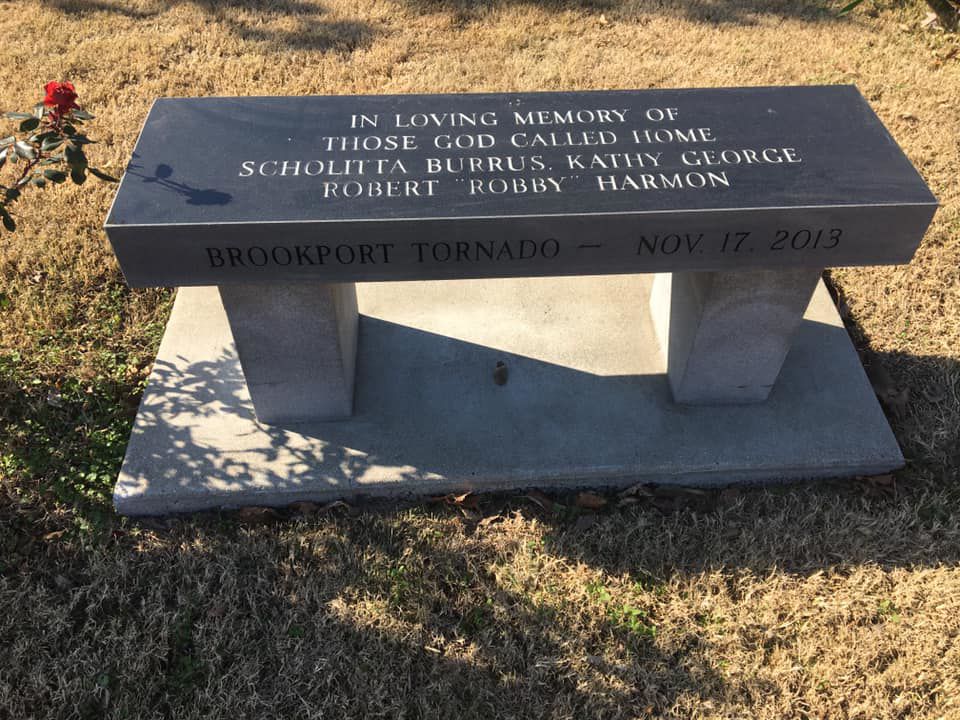 IN LOVING MEMORY OF
THOSE GOD CALLED HOME
SCHOLITTA BURRUS, KATHY GEORGE
ROBERT "ROBBY" HARMON
BROOKPORT TORNADO — NOV. 17, 2013